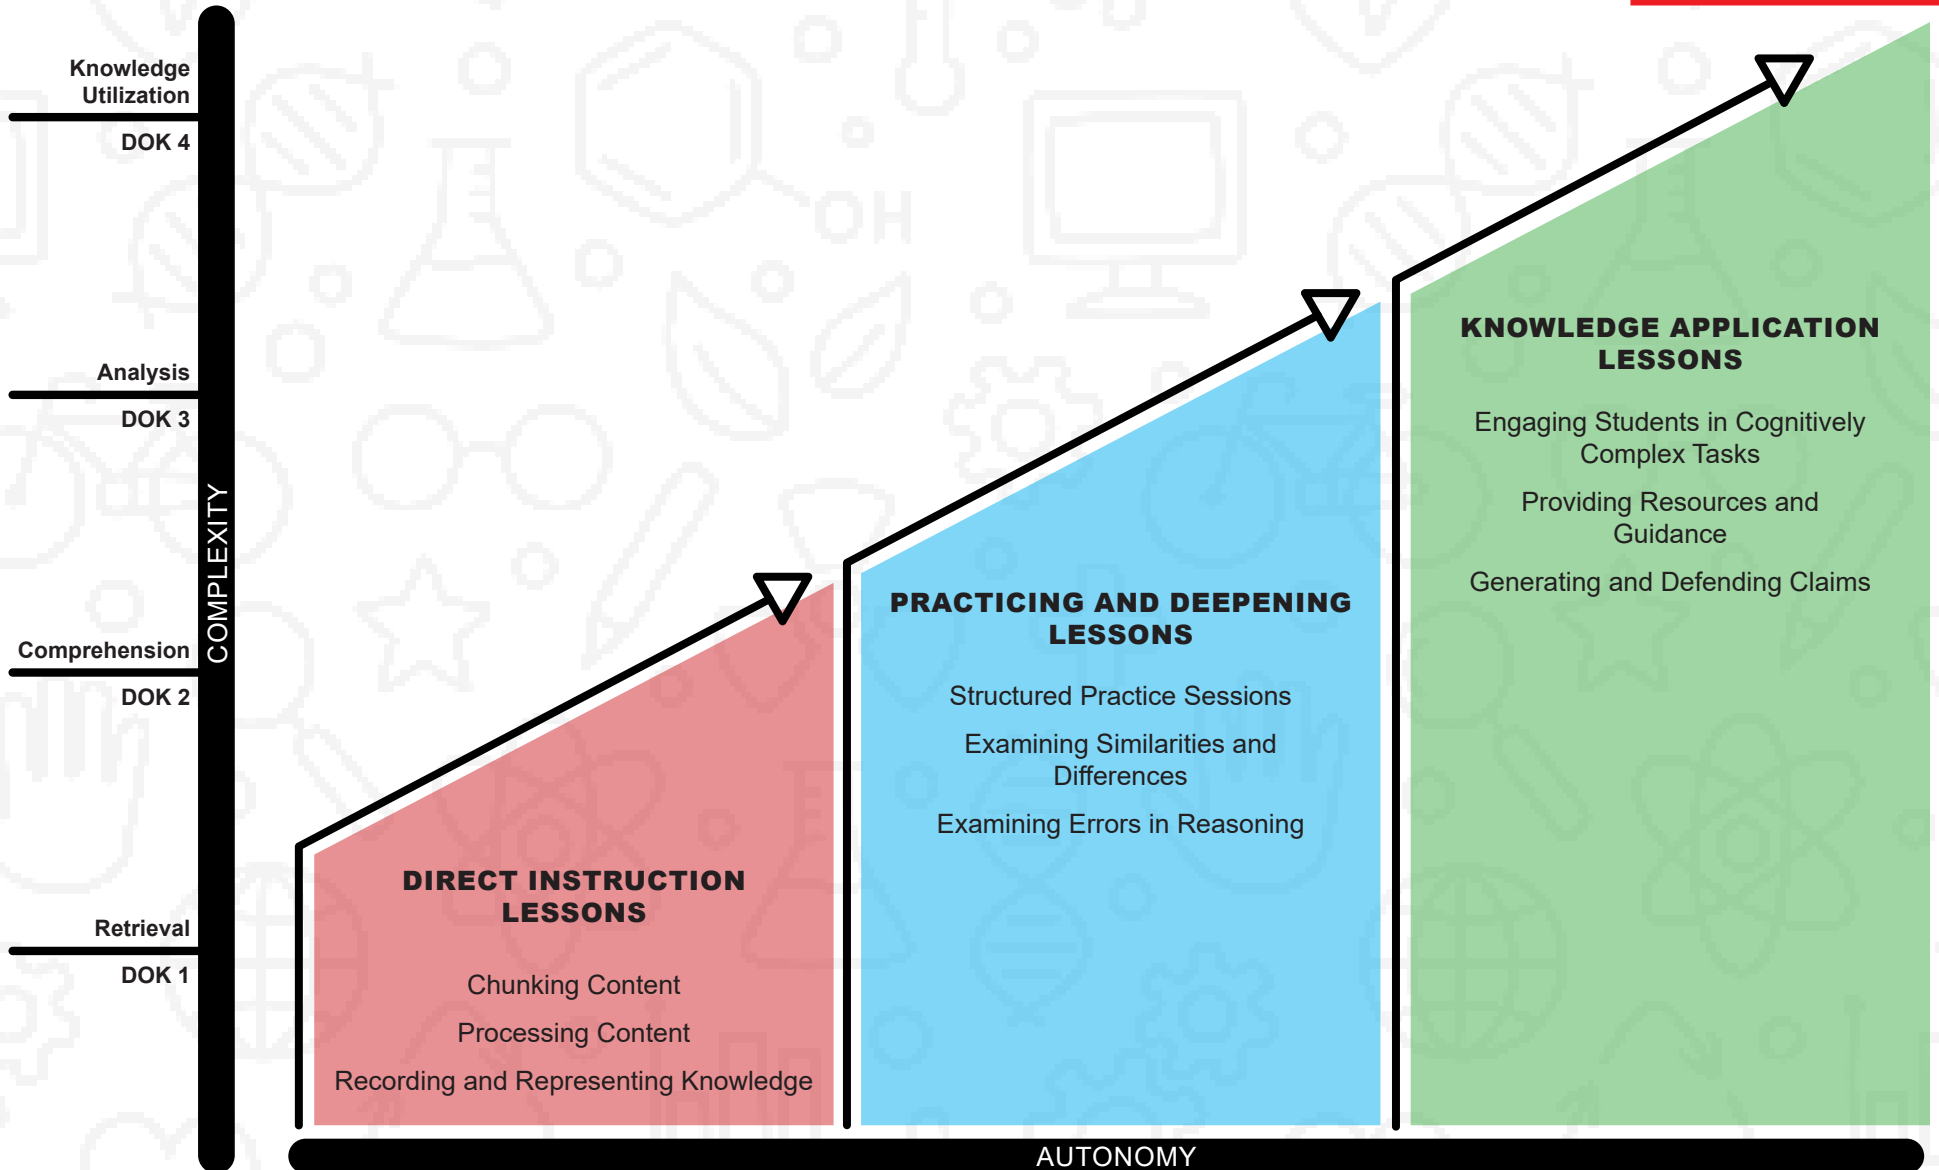 Knowledge
Utilization
DOK 4
Analysis
DOK 3
Comprehension
DOK 2
Retrieval
DOK 1
COMPLEXITY
DIRECT INSTRUCTION
LESSONS
Chunking Content
Processing Content
Recording and Representing Knowledge
PRACTICING AND DEEPENING
LESSONS
Structured Practice Sessions
Examining Similarities and
Differences
Examining Errors in Reasoning
KNOWLEDGE APPLICATION
LESSONS
Engaging Students in Cognitively
Complex Tasks
Providing Resources and
Guidance
Generating and Defending Claims
AUTONOMY
OH